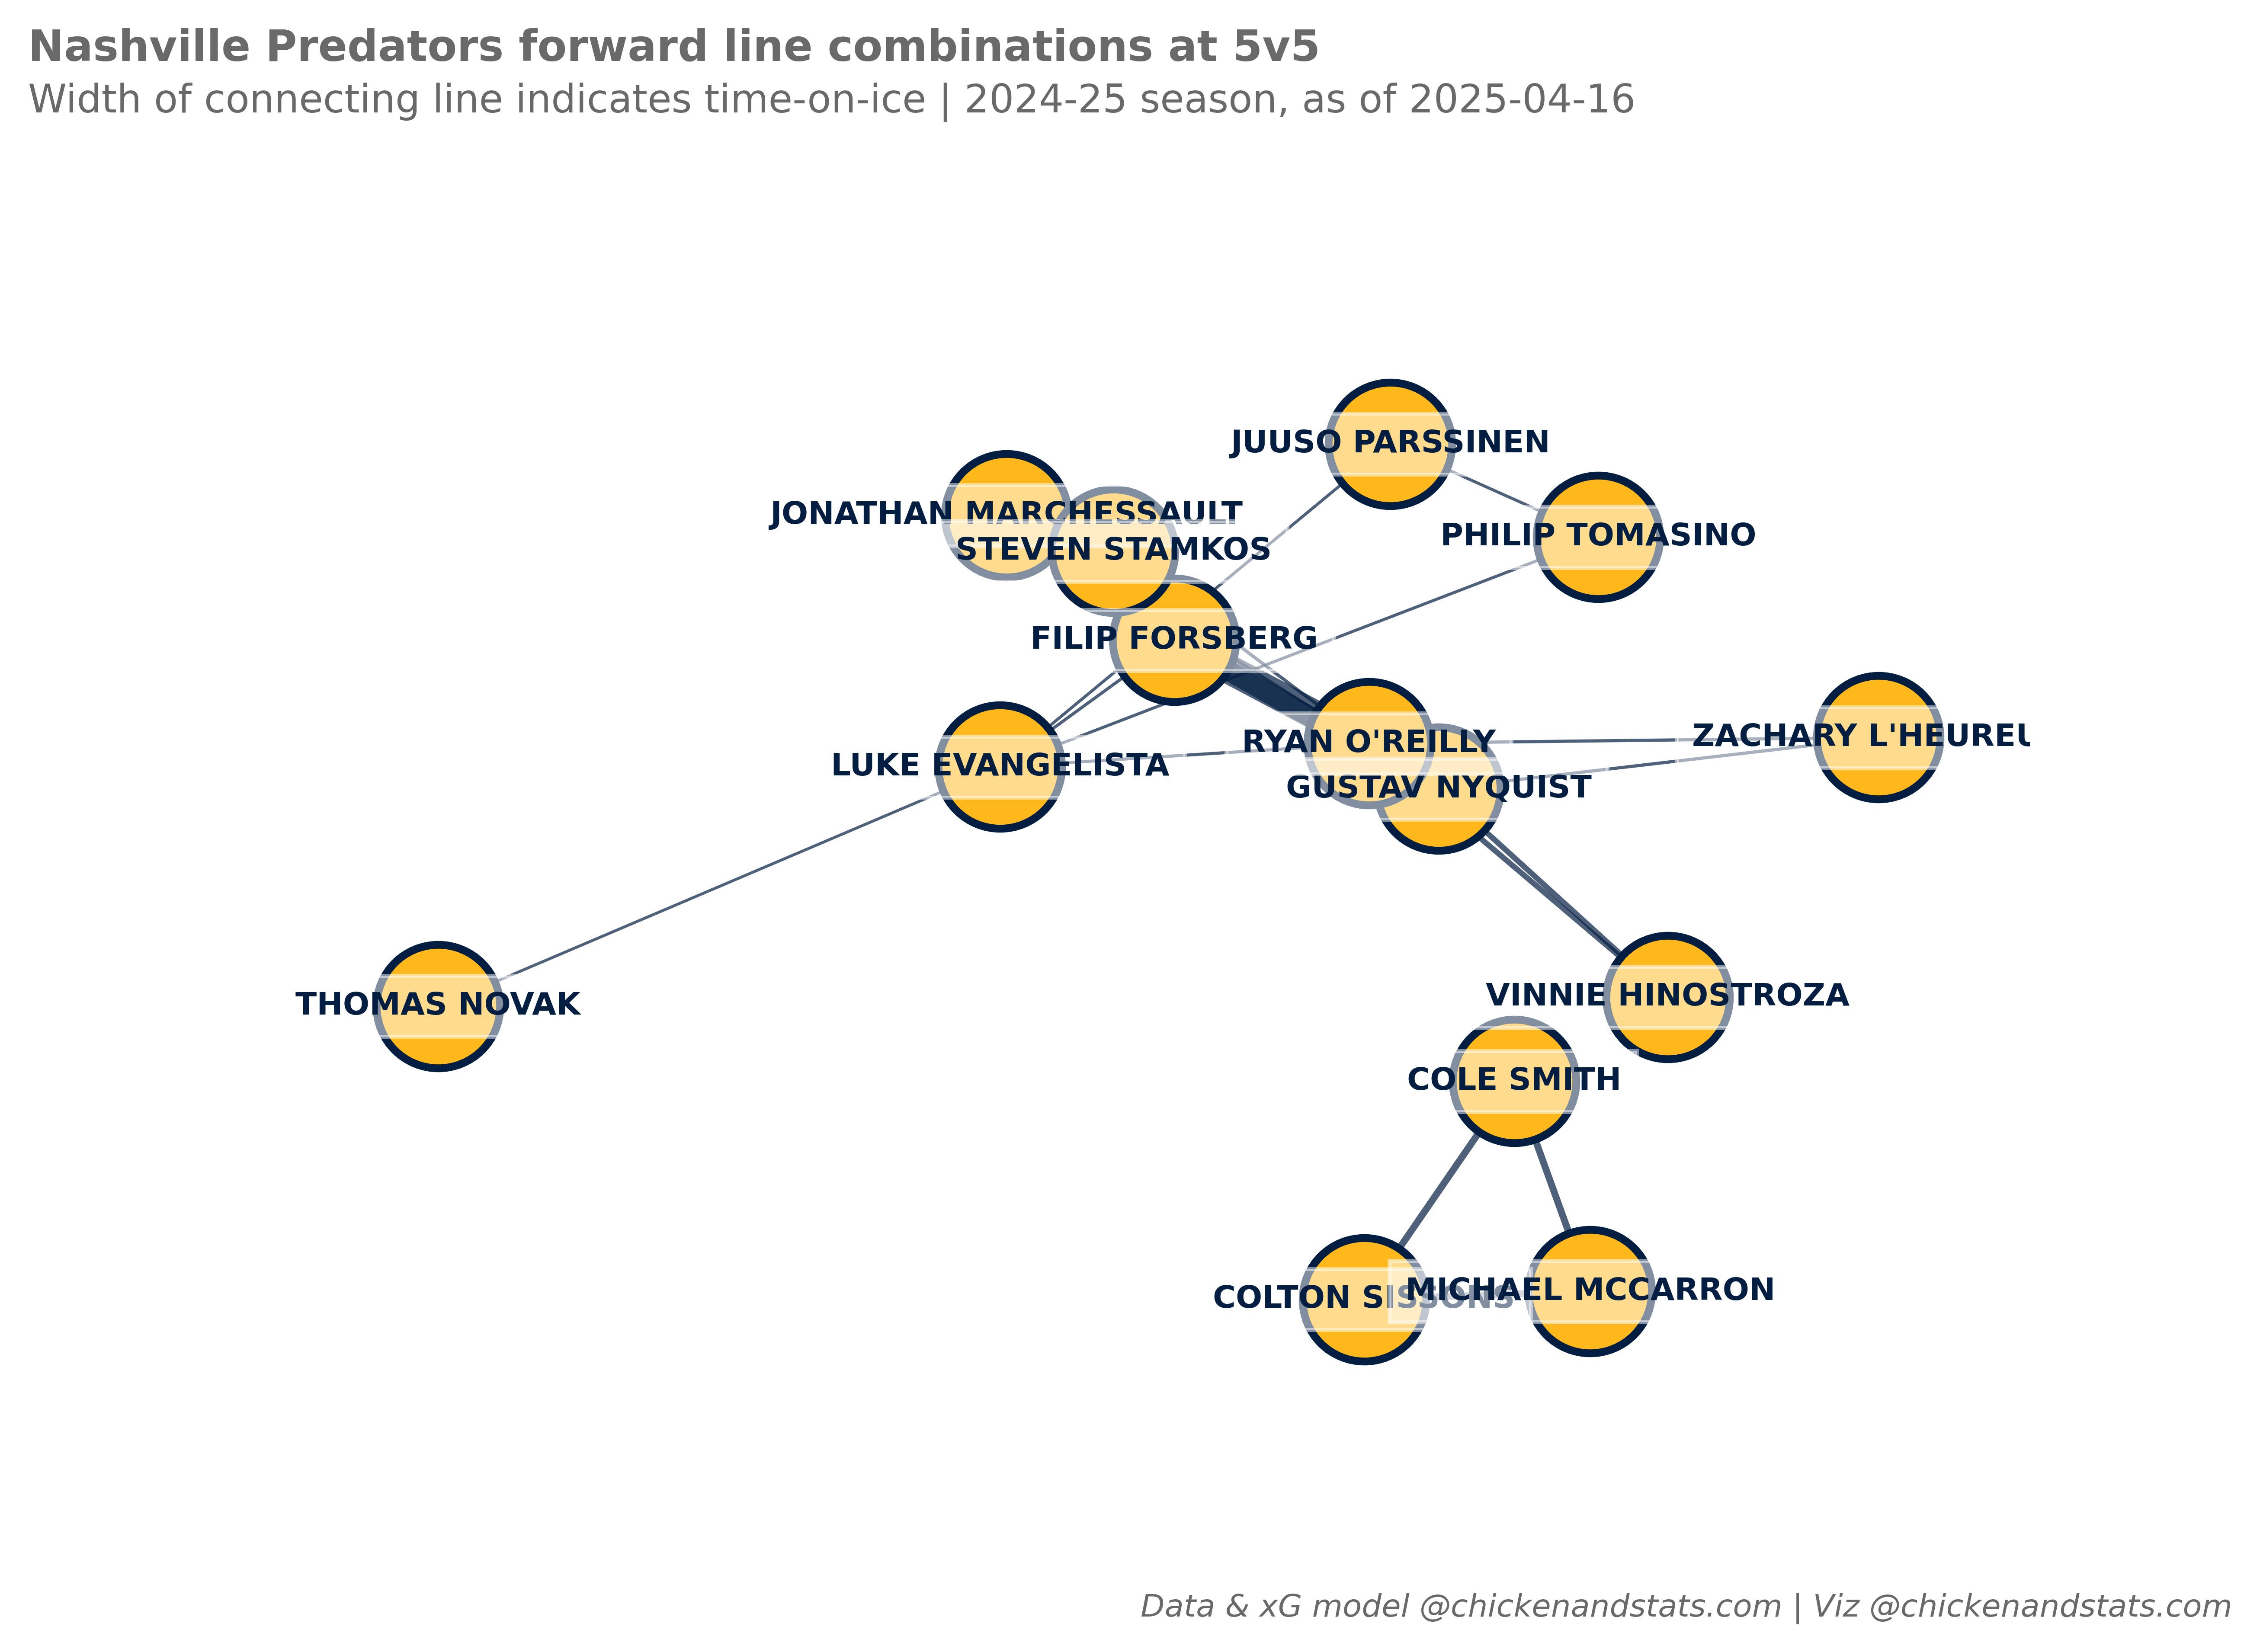 Nashville Predators forward line combinations at 5v5
Width of connecting line indicates time-on-ice | 2024-25 season, as of 2025-04-16
JUUSO PARSSINEN
JONATHAN MARCHESSAULT
PHILIP TOMASINO
STEVEN STAMKOS
FILIP FORSBERG
ZACHARY L'HEUREU
RYAN O'REILLY
LUKE EVANGELISTA
GUSTAV NYQUIST
VINNIE HINOSTROZA
THOMAS NOVAK
COLE SMITH
MICHAEL MCCARRON
COLTON SISSONS
Data & xG model @chickenandstats.com | Viz @chickenandstats.com